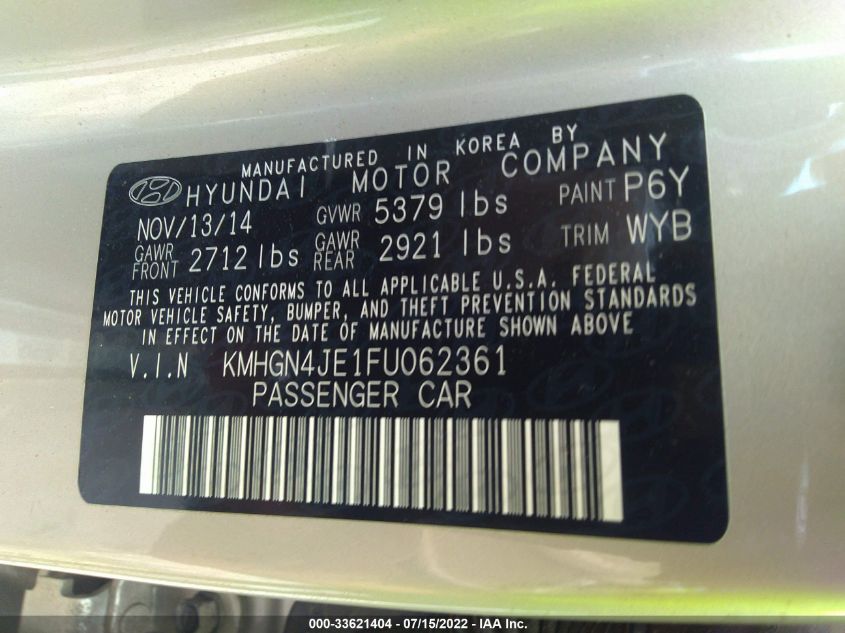 MANUFACTURED IN KOREA BY
HYUNDAI MOTOR COMPANY
NOV/13/14 GVWR 5379 lbs PAINT P6Y
GAWR FRONT 2712 lbs GAWR REAR 2921 lbs TRIM WYB
THIS VEHICLE CONFORMS TO ALL APPLICABLE U.S.A. FEDERAL
MOTOR VEHICLE SAFETY, BUMPER, AND THEFT PREVENTION STANDARDS
IN EFFECT ON THE DATE OF MANUFACTURE SHOWN ABOVE
V.I.N KMHGN4JE1FU062361
PASSENGER CAR
000-33621404 - 07/15/2022 - IAA Inc.